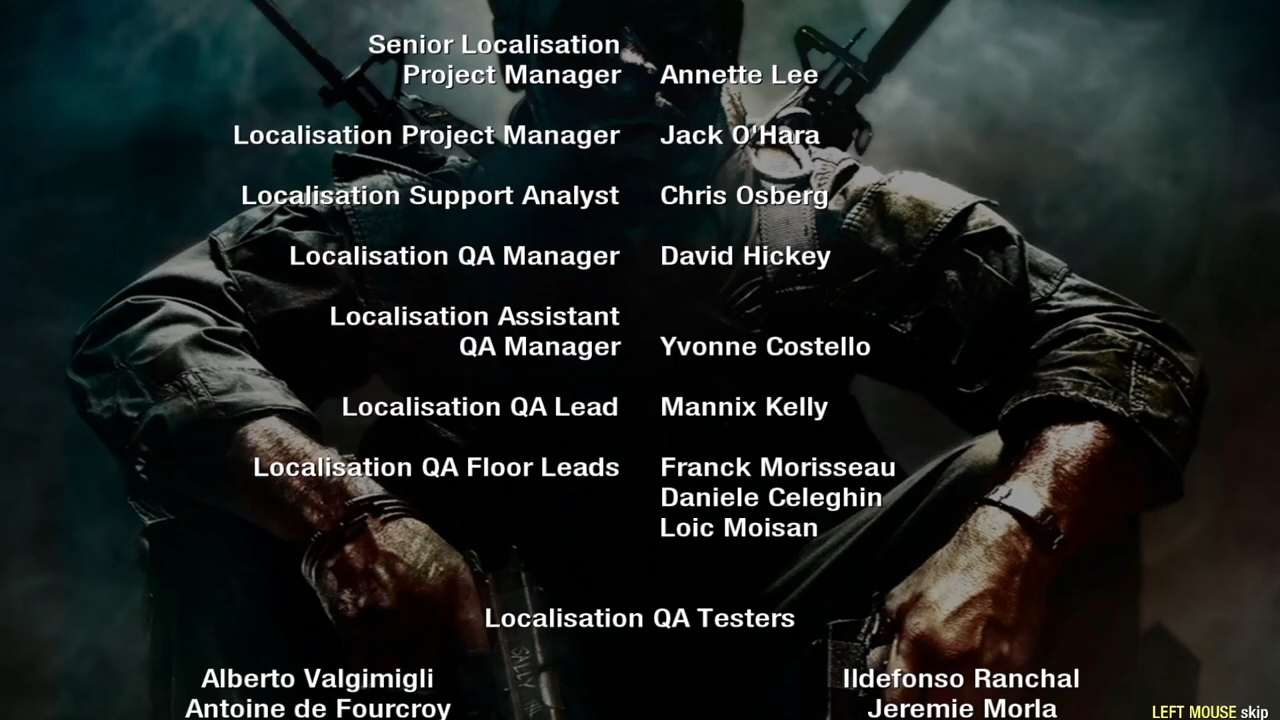 Senior Localisation
Project Manager Annette Lee
Localisation Project Manager Jack O'Hara
Localisation Support Analyst Chris Osberg
Localisation QA Manager David Hickey
Localisation Assistant
QA Manager Yvonne Costello
Localisation QA Lead Mannix Kelly
Localisation QA Floor Leads Franck Morisseau
Daniele Celeghin
Loic Moisan
Localisation QA Testers
Alberto Valgimigli Ildefonso Ranchal
Antoine de Fourcroy Jeremie Morla
SALLY
LEFT MOUSE skip